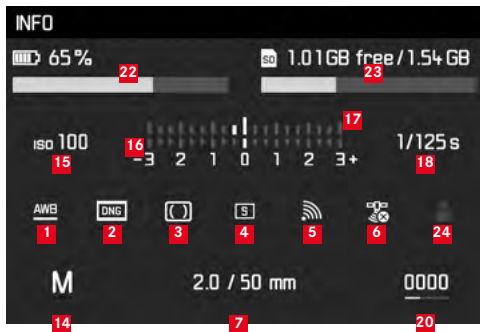 INFO
65%
SD 1.01GB free/1.54GB
22
23
ISO 100
16
17
1/125s
-3 2 1 0 1 2 3+
15
18
AWB DNG ( ) S
1 2 3 4 5 6 24
M 2.0 / 50 mm 0000
14 7 20